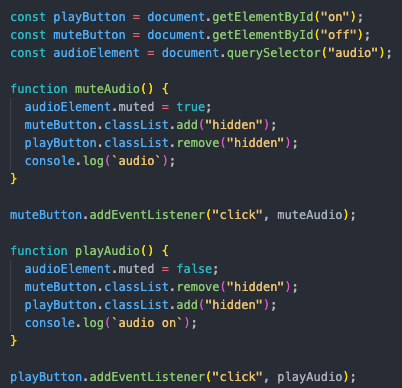 const playButton = document.getElementById("on");
const muteButton = document.getElementById("off");
const audioElement = document.querySelector("audio");
function muteAudio() {
audioElement.muted = true;
muteButton.classList.add("hidden");
playButton.classList.remove("hidden");
console.log(`audio`);
}
muteButton.addEventListener("click", muteAudio);
function playAudio() {
audioElement.muted = false;
muteButton.classList.remove("hidden");
playButton.classList.add("hidden");
console.log(`audio on`);
}
playButton.addEventListener("click", playAudio);